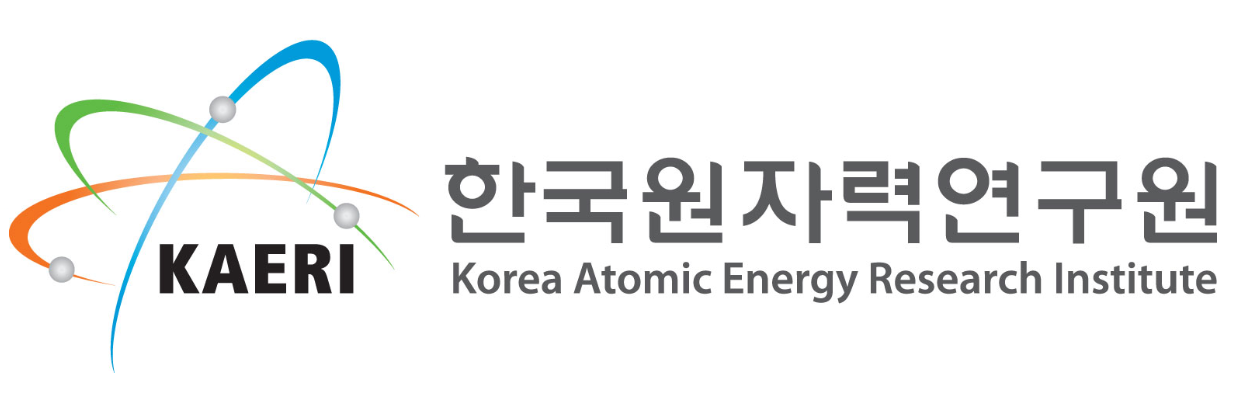 KAERI
한국원자력연구원
Korea Atomic Energy Research Institute